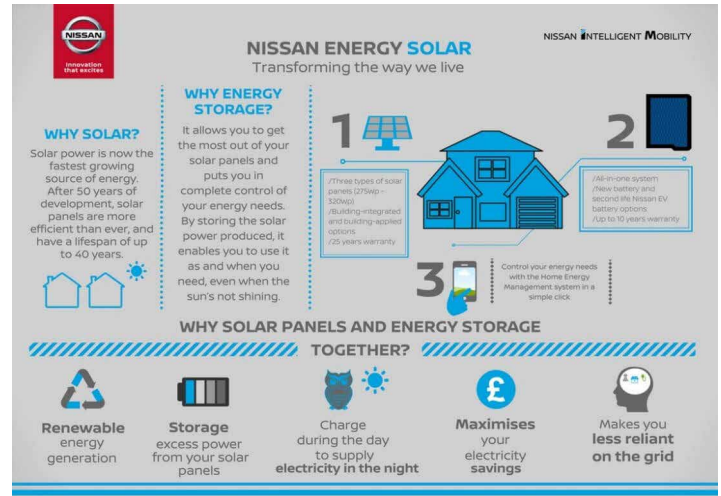 NISSAN
Innovation
that excites
NISSAN ENERGY SOLAR
Transforming the way we live
NISSAN INTELLIGENT MOBILITY
WHY SOLAR?
Solar power is now the
fastest growing
source of energy.
After 50 years of
development, solar
panels are more
efficient than ever, and
have a lifespan of up
to 40 years.
WHY ENERGY
STORAGE?
It allows you to get
the most out of your
solar panels and
puts you in
complete control of
your energy needs.
By storing the solar
power produced, it
enables you to use it
as and when you
need, even when the
sun's not shining.
1
/Three types of solar
panels (275wp -
320wp)
/Building-integrated
and building-applied
options
/25 years warranty
2
/All-in-one system
/New battery and
second life Nissan EV
battery options
/Up to 10 years warranty
3
Control your energy needs
with the Home Energy
Management system in a
simple click
WHY SOLAR PANELS AND ENERGY STORAGE
TOGETHER?
Renewable
energy
generation
Storage
excess power
from your solar
panels
Charge
during the day
to supply
electricity in the night
£
Maximises
your
electricity
savings
Makes you
less reliant
on the grid